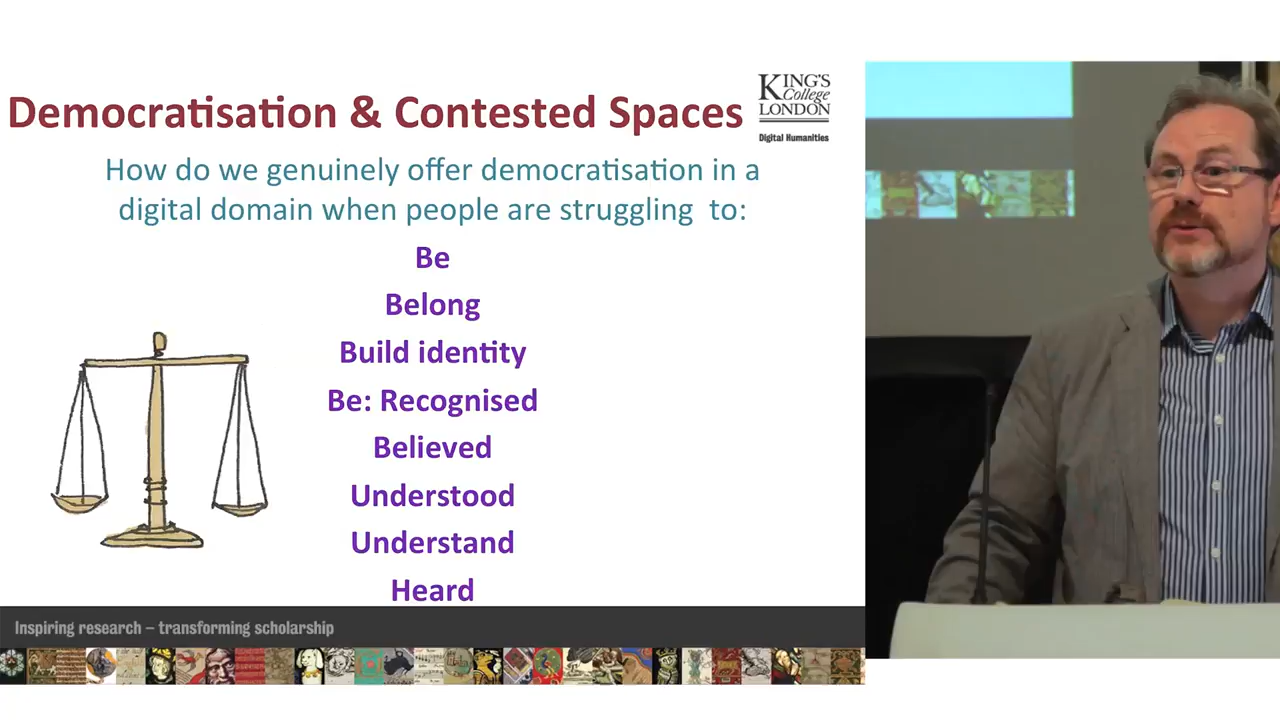 Democratisation & Contested Spaces
KING'S
College
LONDON
Digital Humanities
How do we genuinely offer democratisation in a
digital domain when people are struggling to:
Be
Belong
Build identity
Be: Recognised
Believed
Understood
Understand
Heard
Inspiring research – transforming scholarship